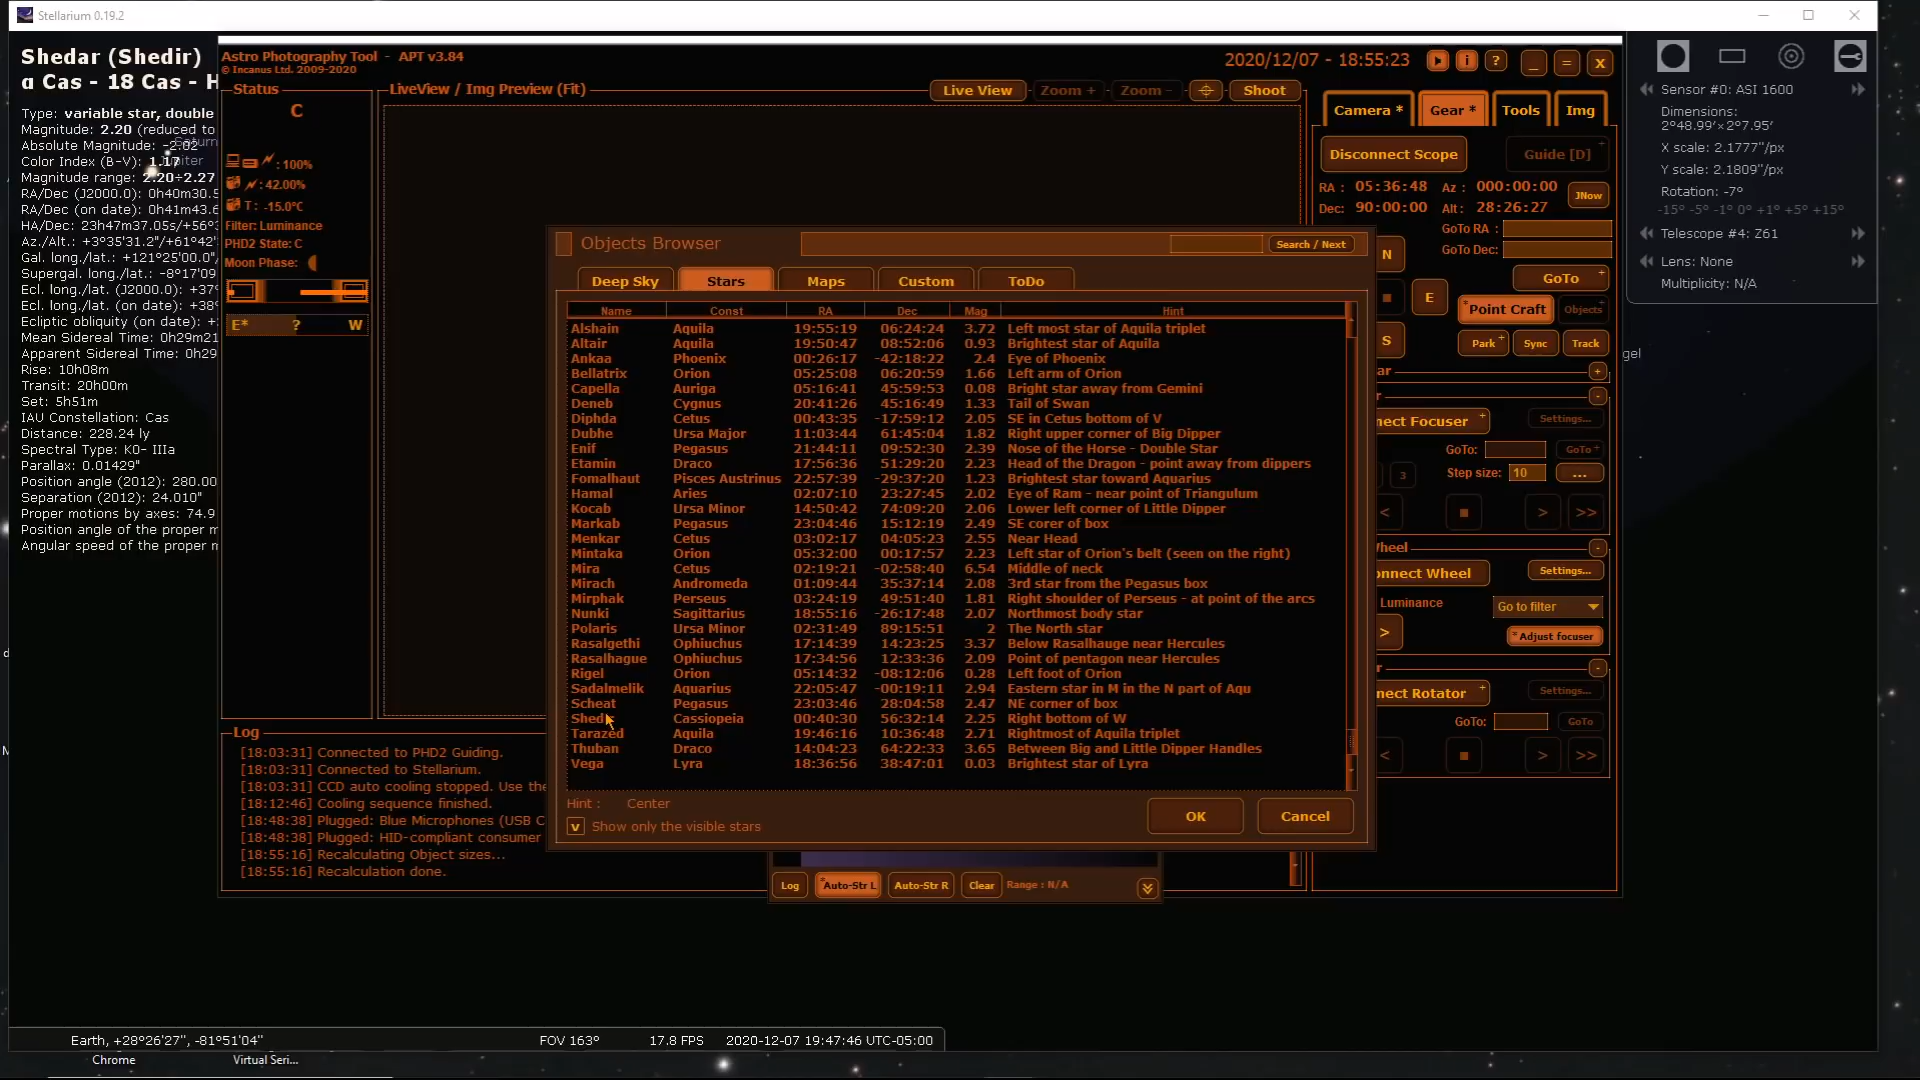 Stellarium 0.19.2
Shedar (Shedir)
α Cas - 18 Cas - H
Type: variable star, double
Magnitude: 2.20 (reduced to
Absolute Magnitude: -2.02
Color Index (B-V): 1.17
Magnitude range: 2.20÷2.27
RA/Dec (J2000.0): 0h40m30.5
RA/Dec (on date): 0h41m43.6
HA/Dec: 23h47m37.05s/+56°
Az./Alt.: +3°35'31.2"/+61°42'
Gal. long./lat.: +121°25'00.0"/
Supergal. long./lat.: -8°17'09
Ecl. long./lat. (J2000.0): +37°
Ecl. long./lat. (on date): +38°
Ecliptic obliquity (on date): +
Mean Sidereal Time: 0h29m21
Apparent Sidereal Time: 0h29
Rise: 10h08m
Transit: 20h00m
Set: 5h51m
IAU Constellation: Cas
Distance: 228.24 ly
Spectral Type: K0- IIIa
Parallax: 0.01429"
Position angle (2012): 280.00
Separation (2012): 24.010"
Proper motions by axes: 74.9
Position angle of the proper m
Angular speed of the proper m
Saturn
Jupiter
Astro Photography Tool - APT v3.84
© Incanus Ltd. 2009-2020
2020/12/07 - 18:55:23
i ? _ = X
Status
C
: 100%
: 42.00%
T : -15.0°C
Filter: Luminance
PHD2 State: C
Moon Phase:
E* ? W
LiveView / Img Preview (Fit)
Live View Zoom + Zoom - Shoot
Objects Browser
Search / Next
Deep Sky Stars Maps Custom ToDo
Name Const RA Dec Mag Hint
Alshain Aquila 19:55:19 06:24:24 3.72 Left most star of Aquila triplet
Altair Aquila 19:50:47 08:52:06 0.93 Brightest star of Aquila
Ankaa Phoenix 00:26:17 -42:18:22 2.4 Eye of Phoenix
Bellatrix Orion 05:25:08 06:20:59 1.66 Left arm of Orion
Capella Auriga 05:16:41 45:59:53 0.08 Bright star away from Gemini
Deneb Cygnus 20:41:26 45:16:49 1.33 Tail of Swan
Diphda Cetus 00:43:35 -17:59:12 2.05 SE in Cetus bottom of V
Dubhe Ursa Major 11:03:44 61:45:04 1.82 Right upper corner of Big Dipper
Enif Pegasus 21:44:11 09:52:30 2.39 Nose of the Horse - Double Star
Etamin Draco 17:56:36 51:29:20 2.23 Head of the Dragon - point away from dippers
Fomalhaut Pisces Austrinus 22:57:39 -29:37:20 1.23 Brightest star toward Aquarius
Hamal Aries 02:07:10 23:27:45 2.02 Eye of Ram - near point of Triangulum
Kocab Ursa Minor 14:50:42 74:09:20 2.06 Lower left corner of Little Dipper
Markab Pegasus 23:04:46 15:12:19 2.49 SE corer of box
Menkar Cetus 03:02:17 04:05:23 2.55 Near Head
Mintaka Orion 05:32:00 00:17:57 2.23 Left star of Orion's belt (seen on the right)
Mira Cetus 02:19:21 -02:58:40 6.54 Middle of neck
Mirach Andromeda 01:09:44 35:37:14 2.08 3rd star from the Pegasus box
Mirphak Perseus 03:24:19 49:51:40 1.81 Right shoulder of Perseus - at point of the arcs
Nunki Sagittarius 18:55:16 -26:17:48 2.07 Northmost body star
Polaris Ursa Minor 02:31:49 89:15:51 2 The North star
Rasalgethi Ophiuchus 17:14:39 14:23:25 3.37 Below Rasalhauge near Hercules
Rasalhague Ophiuchus 17:34:56 12:33:36 2.09 Point of pentagon near Hercules
Rigel Orion 05:14:32 -08:12:06 0.28 Left foot of Orion
Sadalmelik Aquarius 22:05:47 -00:19:11 2.94 Eastern star in M in the N part of Aqu
Scheat Pegasus 23:03:46 28:04:58 2.47 NE corner of box
Shed Cassiopeia 00:40:30 56:32:14 2.25 Right bottom of W
Tarazed Aquila 19:46:16 10:36:48 2.71 Rightmost of Aquila triplet
Thuban Draco 14:04:23 64:22:33 3.65 Between Big and Little Dipper Handles
Vega Lyra 18:36:56 38:47:01 0.03 Brightest star of Lyra
Hint : Center
v Show only the visible stars
OK Cancel
Log
[18:03:31] Connected to PHD2 Guiding.
[18:03:31] Connected to Stellarium.
[18:03:31] CCD auto cooling stopped. Use the
[18:12:46] Cooling sequence finished.
[18:48:38] Plugged: Blue Microphones (USB C
[18:48:38] Plugged: HID-compliant consumer
[18:55:16] Recalculating Object sizes...
[18:55:16] Recalculation done.
Log *Auto-Str L Auto-Str R Clear Range : N/A
Camera * Gear * Tools Img
Disconnect Scope Guide [D] +
RA : 05:36:48 Az : 000:00:00
Dec: 90:00:00 Alt : 28:26:27
JNow
GoTo RA :
GoTo Dec:
N
GoTo +
E
*Point Craft Objects
S
Park + Sync Track
ar +
r -
nect Focuser + Settings...
GoTo: GoTo +
3 Step size: 10 ...
< > >>
Wheel -
onnect Wheel Settings...
Luminance Go to filter
> *Adjust focuser
r -
nect Rotator + Settings...
GoTo: GoTo
< > >>
Sensor #0: ASI 1600
Dimensions:
2°48.99'×2°7.95'
X scale: 2.1777"/px
Y scale: 2.1809"/px
Rotation: -7°
-15° -5° -1° 0° +1° +5° +15°
Telescope #4: Z61
Lens: None
Multiplicity: N/A
gel
Earth, +28°26'27", -81°51'04" FOV 163° 17.8 FPS 2020-12-07 19:47:46 UTC-05:00
Chrome Virtual Seri...